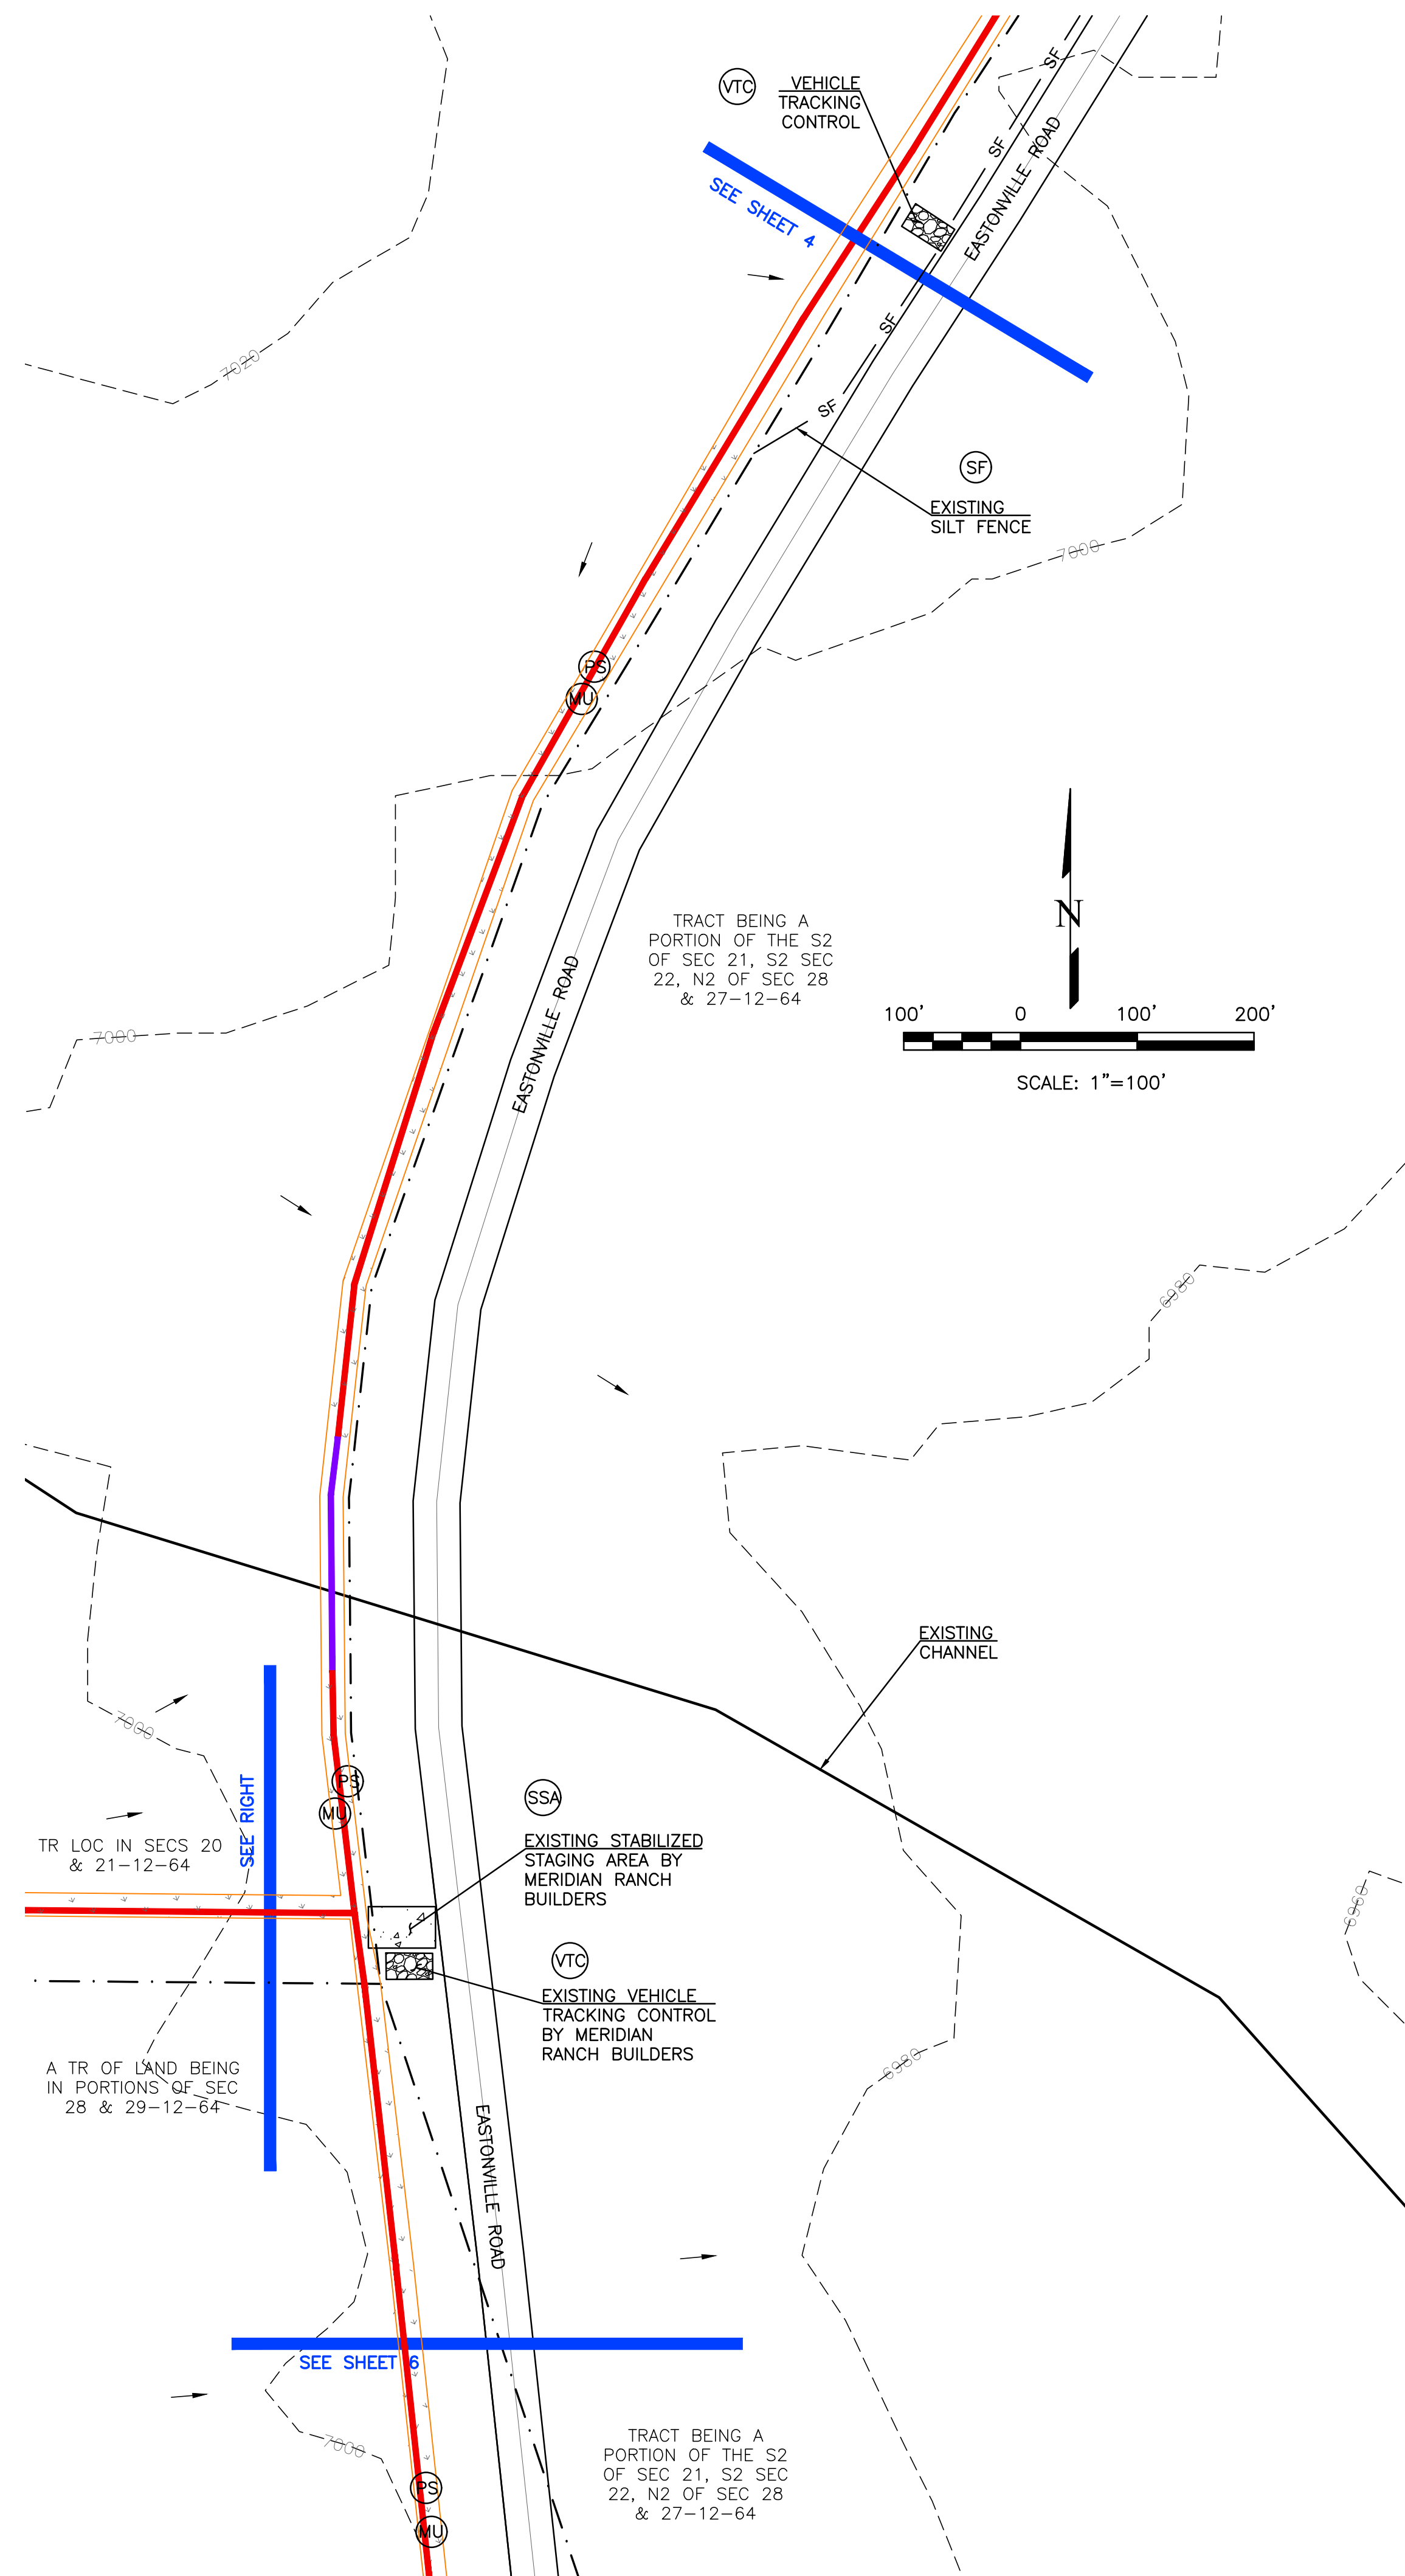 VTC
VEHICLE
TRACKING
CONTROL
SF
SF
EASTONVILLE ROAD
SEE SHEET 4
SF
7020
SF
SF
EXISTING
SILT FENCE
7000
PS
MU
TRACT BEING A
PORTION OF THE S2
OF SEC 21, S2 SEC
22, N2 OF SEC 28
& 27-12-64
N
EASTONVILLE ROAD
100' 0 100' 200'
SCALE: 1"=100'
7000
6980
EXISTING
CHANNEL
7000
SEE RIGHT
PS
MU
SSA
TR LOC IN SECS 20
& 21-12-64
EXISTING STABILIZED
STAGING AREA BY
MERIDIAN RANCH
BUILDERS
6960
VTC
EXISTING VEHICLE
TRACKING CONTROL
BY MERIDIAN
RANCH BUILDERS
6980
A TR OF LAND BEING
IN PORTIONS OF SEC
28 & 29-12-64
EASTONVILLE ROAD
SEE SHEET 6
7000
TRACT BEING A
PORTION OF THE S2
OF SEC 21, S2 SEC
22, N2 OF SEC 28
& 27-12-64
PS
MU